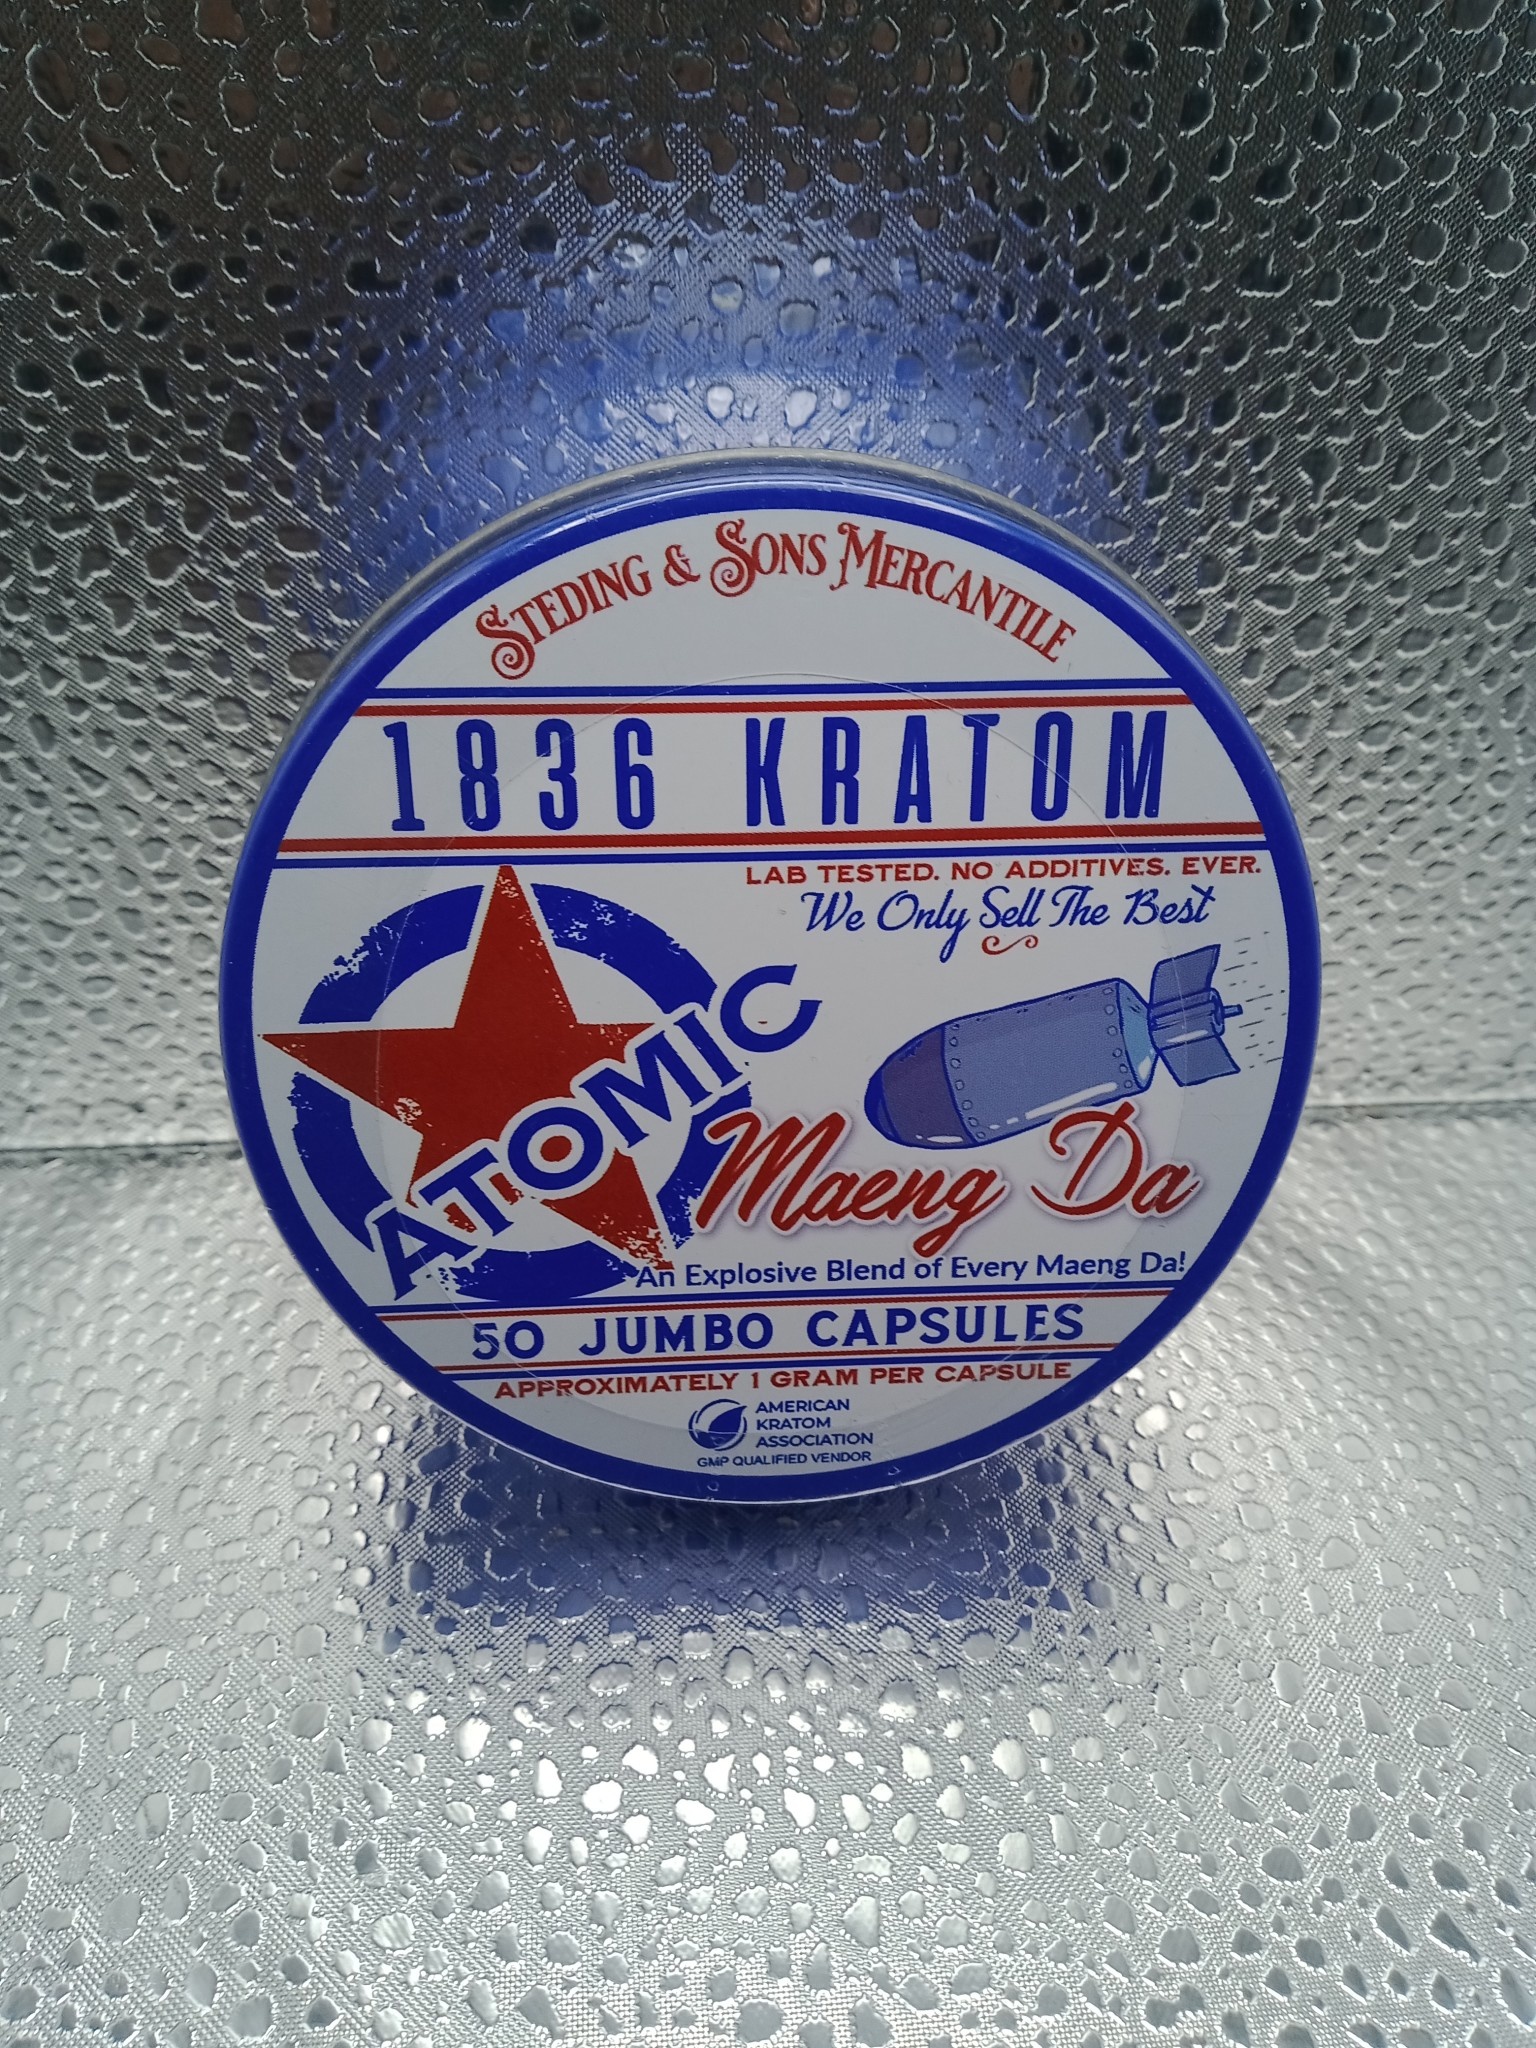 STEDING & SONS MERCANTILE
1836 KRATOM
LAB TESTED. NO ADDITIVES. EVER.
We Only Sell The Best
ATOMIC
Maeng Da
An Explosive Blend of Every Maeng Da!
50 JUMBO CAPSULES
APPROXIMATELY 1 GRAM PER CAPSULE
AMERICAN
KRATOM
ASSOCIATION
GMP QUALIFIED VENDOR